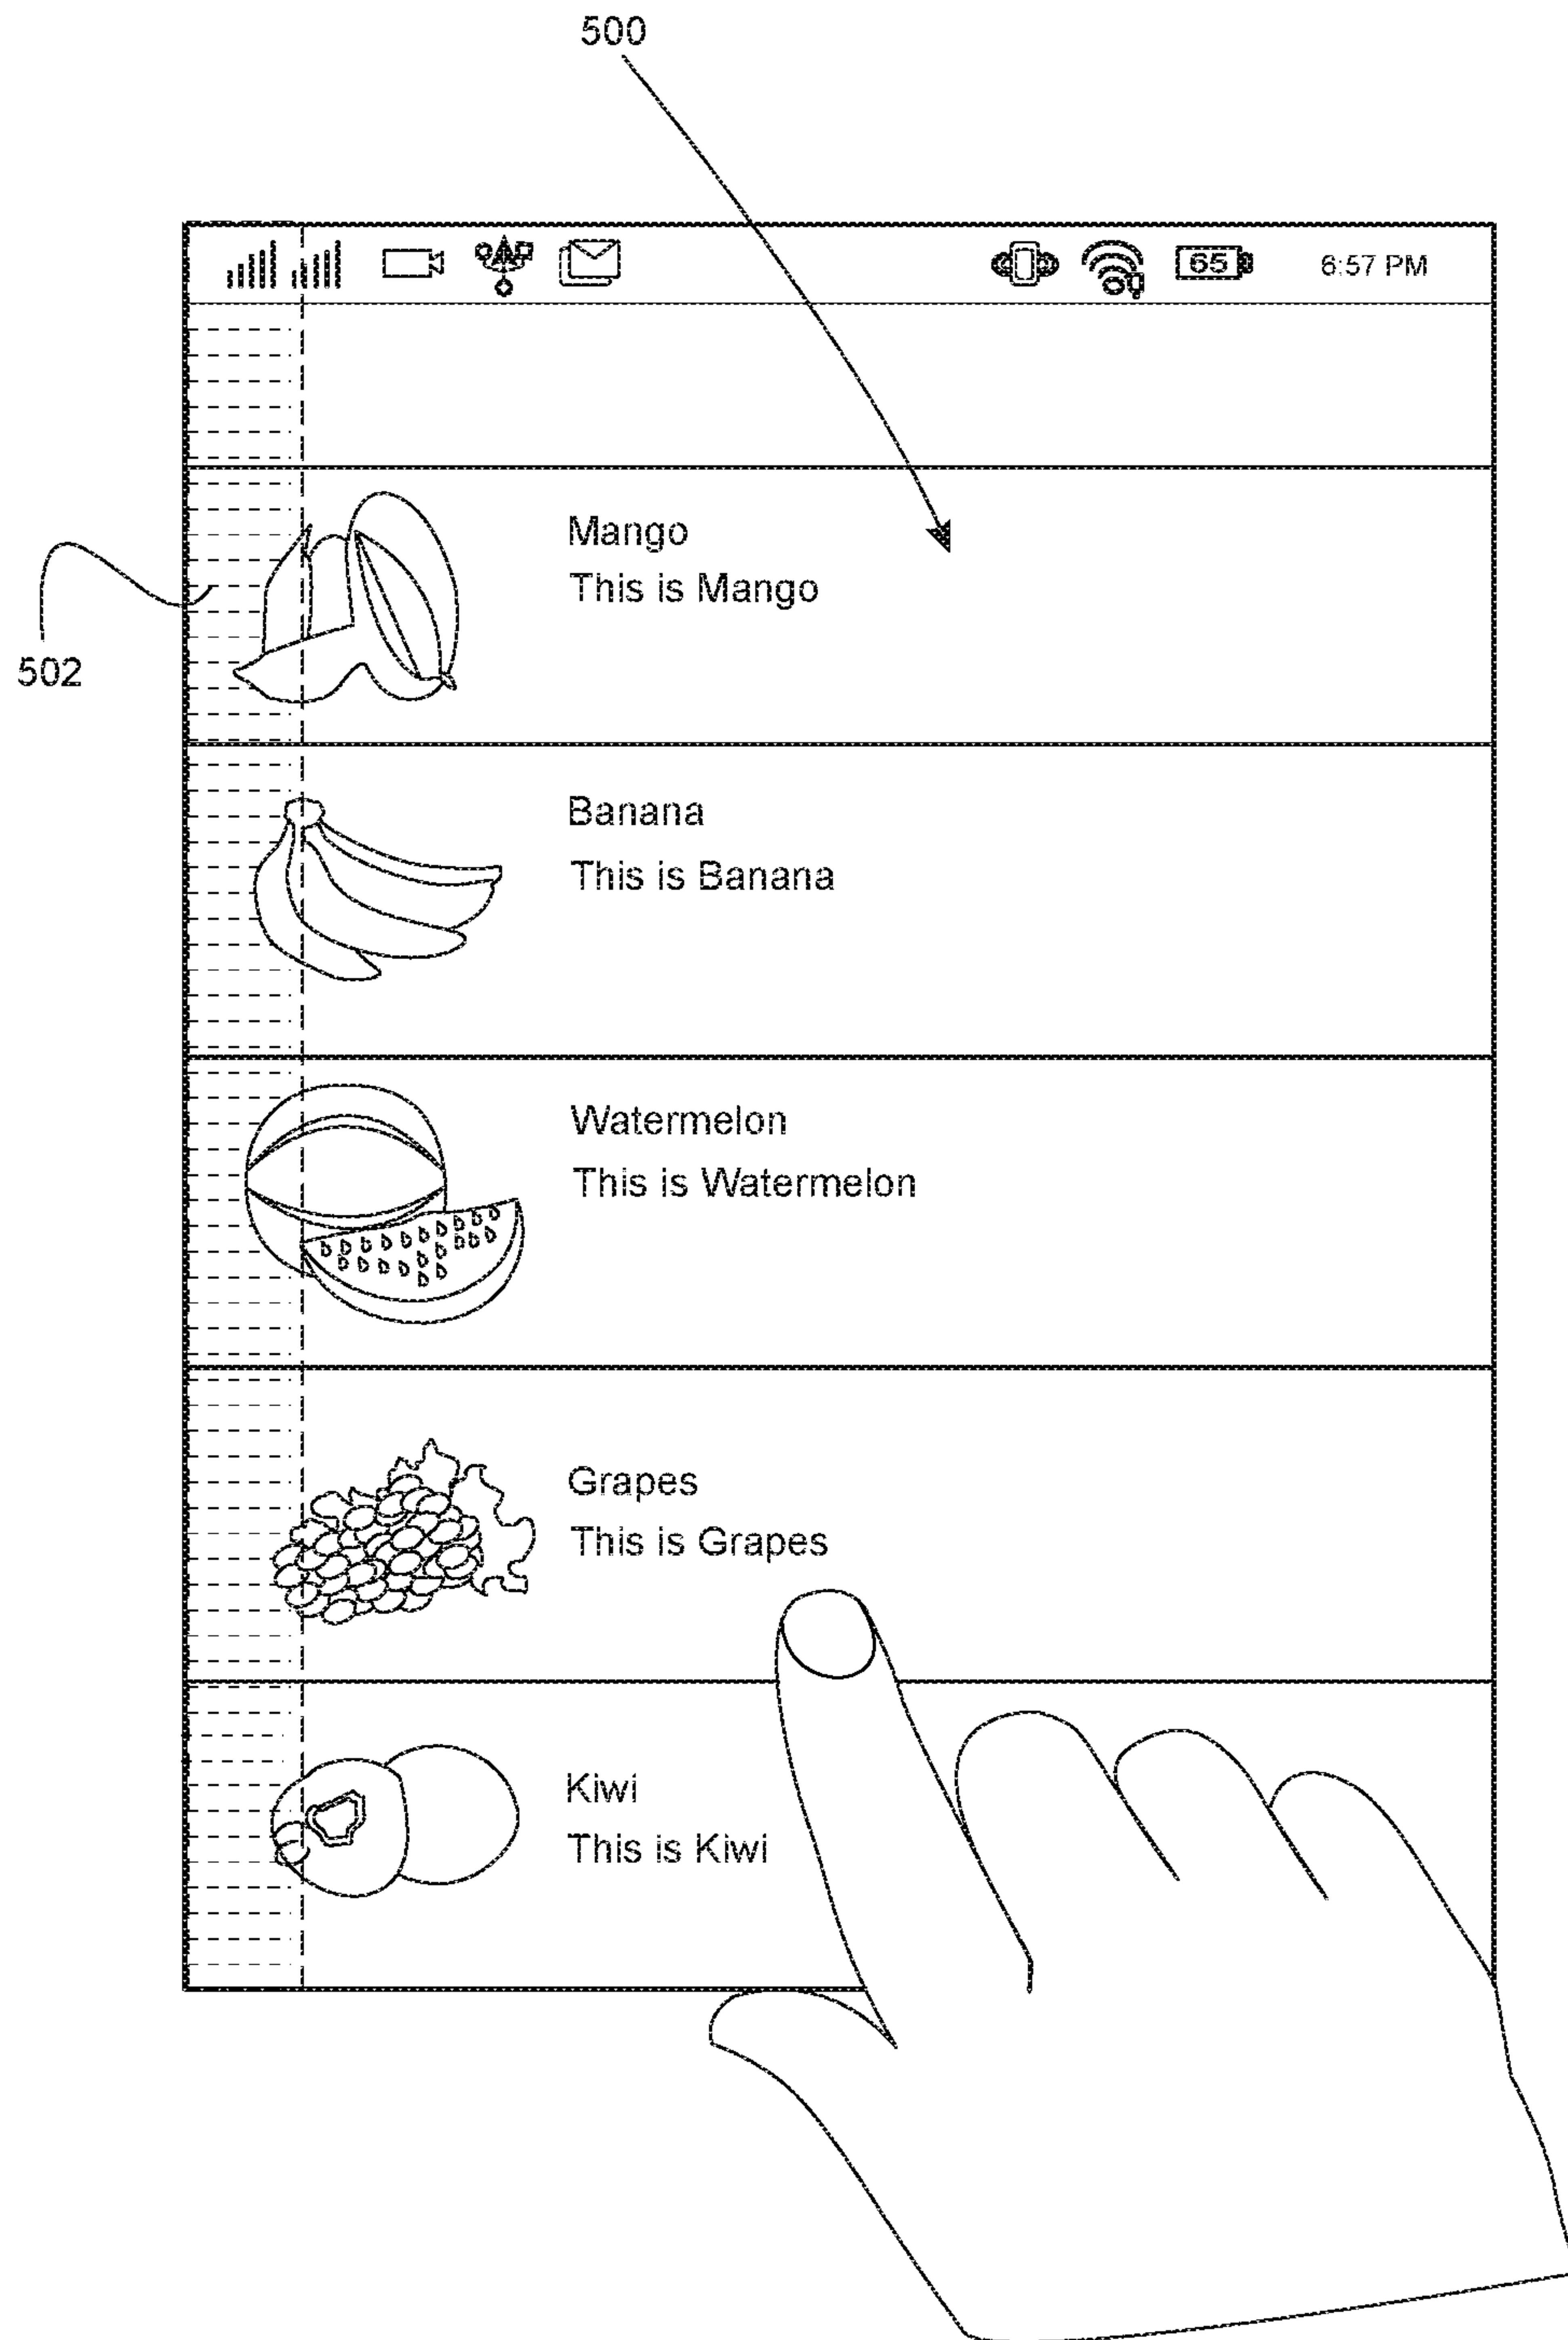 500
65 6:57 PM
Mango
This is Mango
502
Banana
This is Banana
Watermelon
This is Watermelon
Grapes
This is Grapes
Kiwi
This is Kiwi